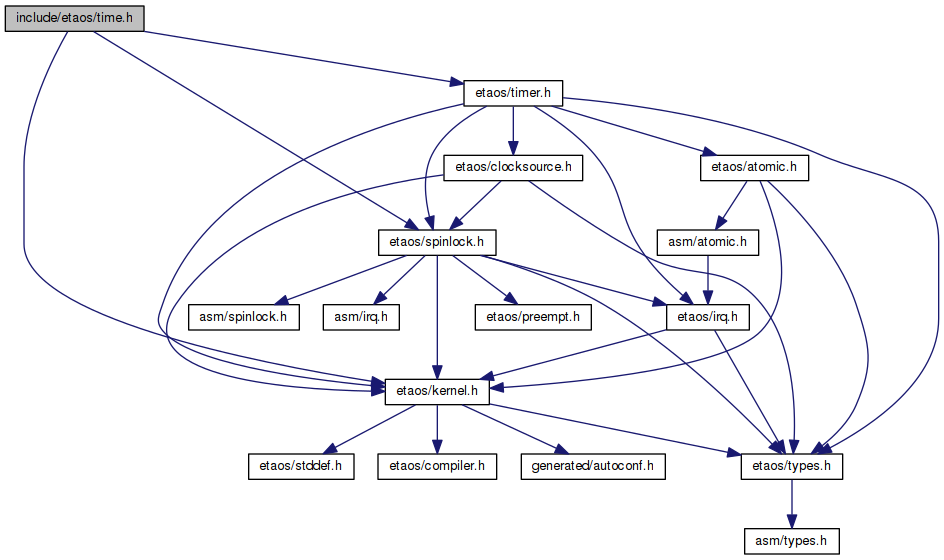 include/etaos/time.h
etaos/timer.h
etaos/clocksource.h
etaos/atomic.h
etaos/spinlock.h
asm/atomic.h
asm/spinlock.h
asm/irq.h
etaos/preempt.h
etaos/irq.h
etaos/kernel.h
etaos/stddef.h
etaos/compiler.h
generated/autoconf.h
etaos/types.h
asm/types.h